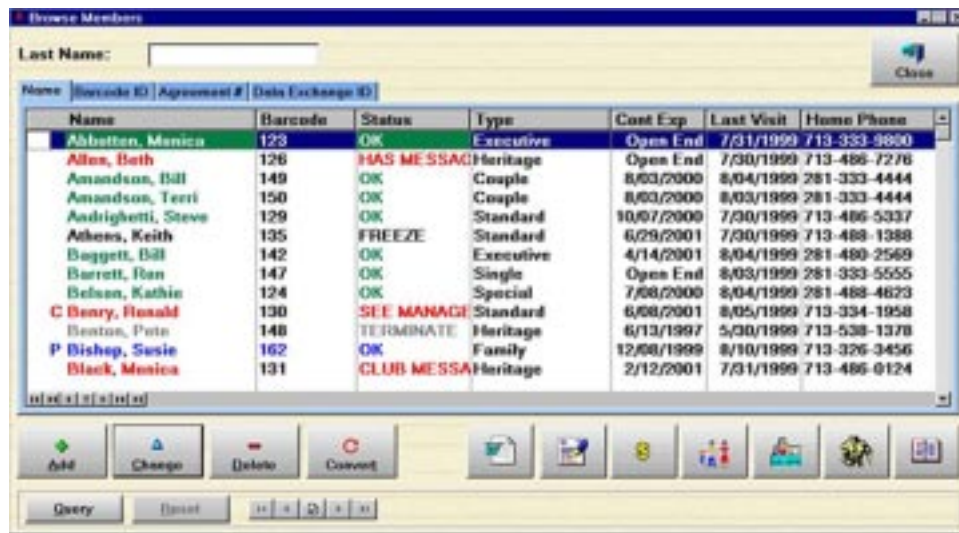 Browse Members
Last Name:
Close
Name Barcode ID Agreement # Data Exchange ID
Name Barcode Status Type Cont Exp Last Visit Home Phone
Abbotten, Monica 123 OK Executive Open End 7/31/1999 713-333-9800
Allen, Beth 126 HAS MESSAC Heritage Open End 7/30/1999 713-486-7276
Amandson, Bill 149 OK Couple 8/03/2000 8/04/1999 281-333-4444
Amandson, Terri 150 OK Couple 8/03/2000 8/03/1999 281-333-4444
Andrighetti, Steve 129 OK Standard 10/07/2000 7/30/1999 713-486-5337
Athens, Keith 135 FREEZE Standard 6/29/2001 7/30/1999 713-488-1388
Baggett, Bill 142 OK Executive 4/14/2001 8/04/1999 281-480-2569
Barrett, Ron 147 OK Single Open End 8/03/1999 281-333-5555
Belson, Kathie 124 OK Special 7/08/2000 8/04/1999 281-488-4623
C Benry, Ronald 130 SEE MANAGE Standard 6/08/2001 8/05/1999 713-334-1958
Benton, Pete 148 TERMINATE Heritage 6/13/1997 5/30/1999 713-538-1378
P Bishop, Susie 162 OK Family 12/08/1999 8/10/1999 713-326-3456
Black, Monica 131 CLUB MESSA Heritage 2/12/2001 7/31/1999 713-486-0124
Add Change Delete Convert
Query Reset